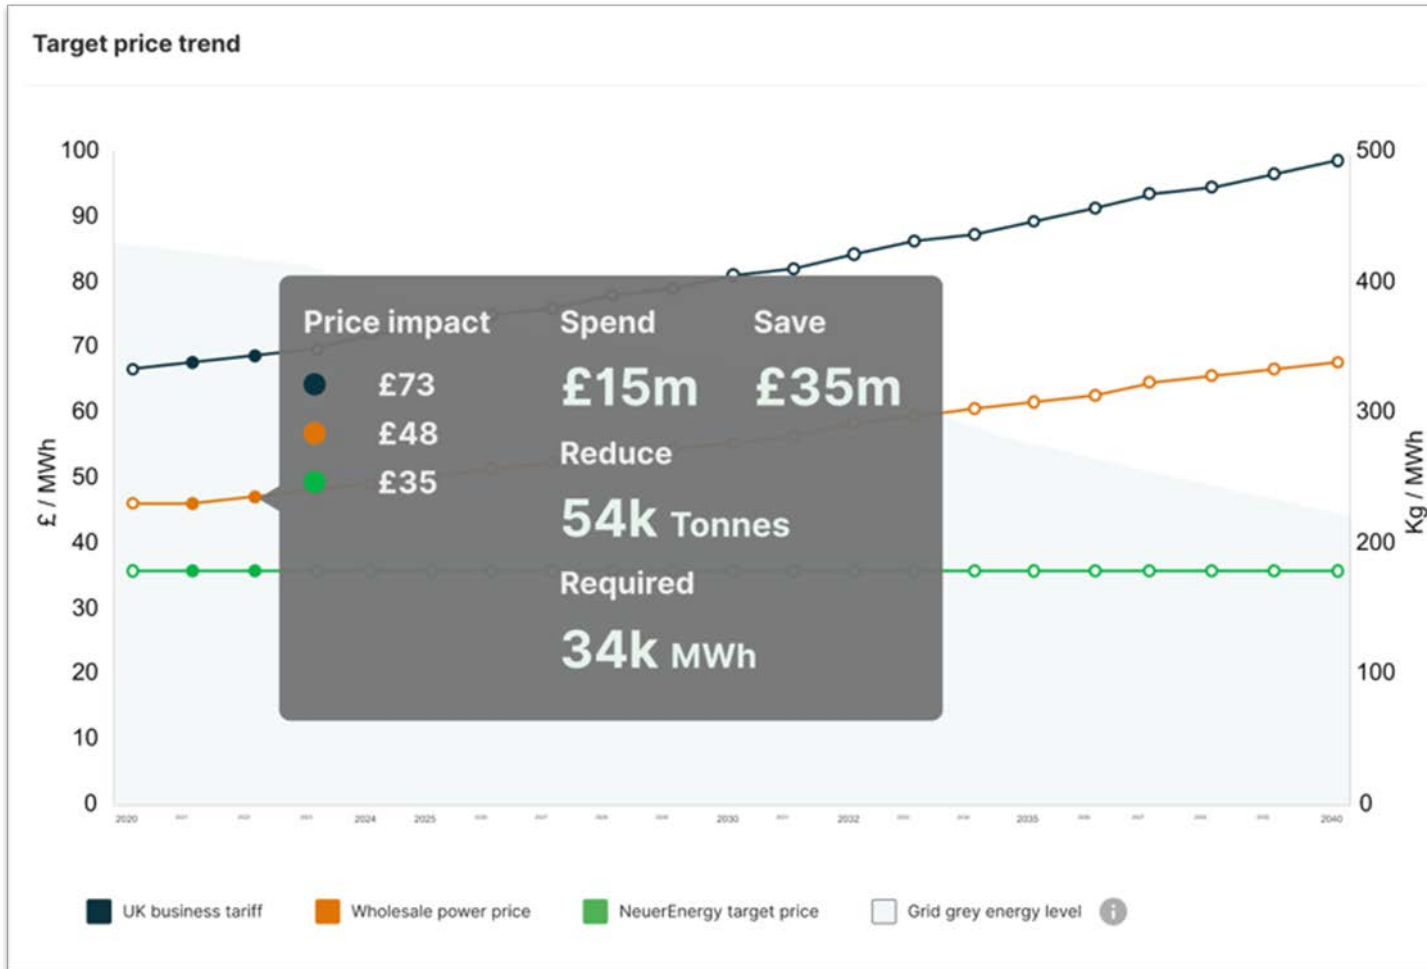 Target price trend
100
90
80
70
60
50
40
30
20
10
0
£ / MWh
500
400
300
200
100
0
Kg / MWh
Price impact
£73
£48
£35
Spend
£15m
Save
£35m
Reduce
54k Tonnes
Required
34k MWh
2020 2024 2025 2030 2032 2035 2040
UK business tariff
Wholesale power price
NeuerEnergy target price
Grid grey energy level
i